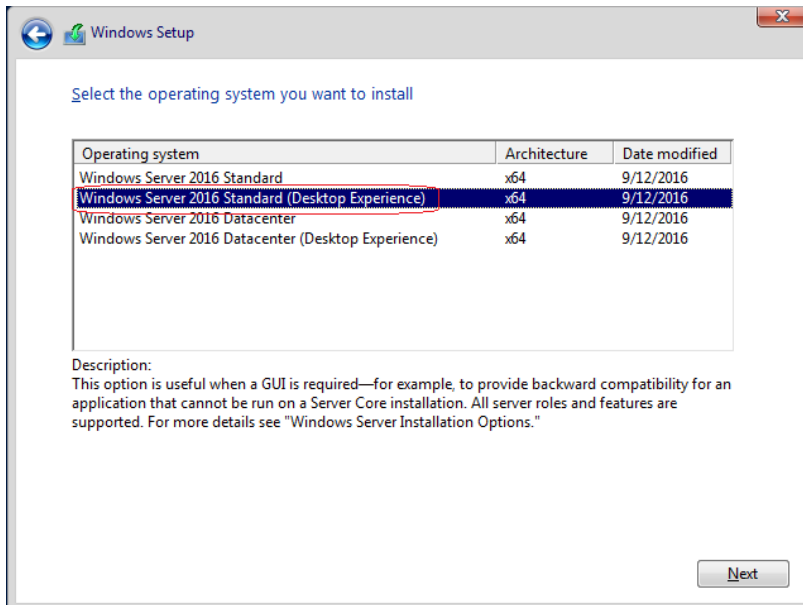 Windows Setup
Select the operating system you want to install
Operating system Architecture Date modified
Windows Server 2016 Standard x64 9/12/2016
Windows Server 2016 Standard (Desktop Experience) x64 9/12/2016
Windows Server 2016 Datacenter x64 9/12/2016
Windows Server 2016 Datacenter (Desktop Experience) x64 9/12/2016
Description:
This option is useful when a GUI is required—for example, to provide backward compatibility for an
application that cannot be run on a Server Core installation. All server roles and features are
supported. For more details see "Windows Server Installation Options."
Next